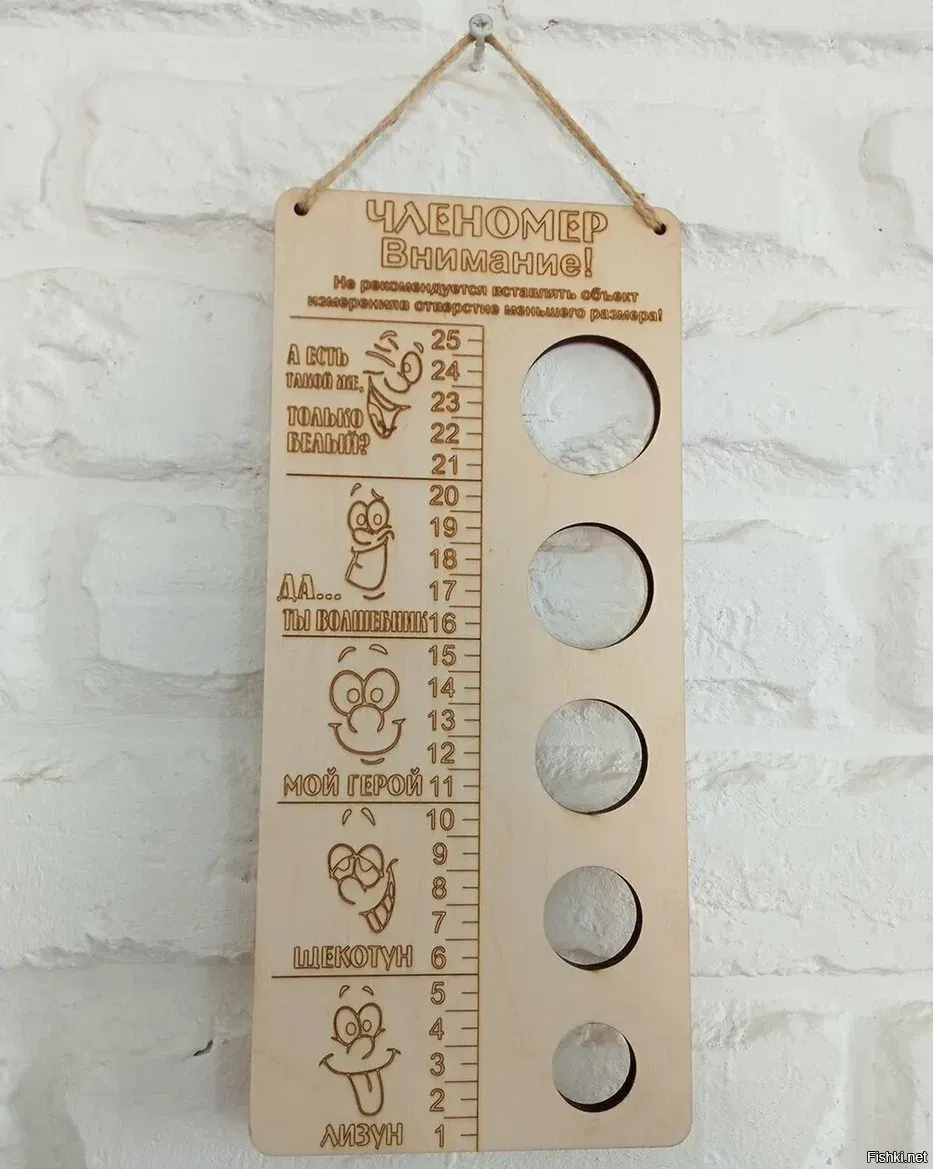 ЧЛЕНОМЕР
Внимание!
Не рекомендуется вставлять объект
измеренияв отверстие меньшего размера!
А ЕСТЬ
ТАКОЙ ЖЕ,
ТОЛЬКО
БЕЛЫЙ?
25
24
23
22
21
ДА...
ТЫ ВОЛШЕБНИК
20
19
18
17
16
15
14
13
12
11
МОЙ ГЕРОЙ
10
9
8
7
6
ЩЕКОТУН
5
4
3
2
1
ЛИЗУН
Fishki.net